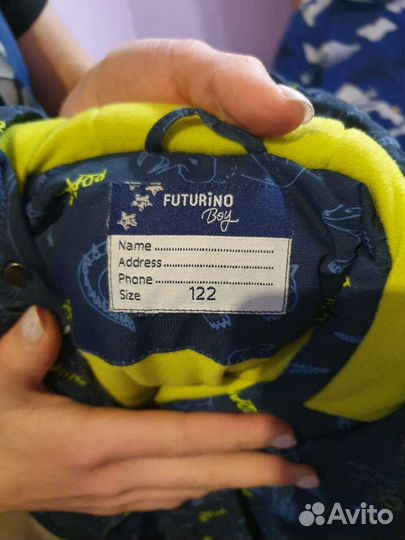 FUTURiNO
Boy
Name
Address
Phone
Size 122
Avito